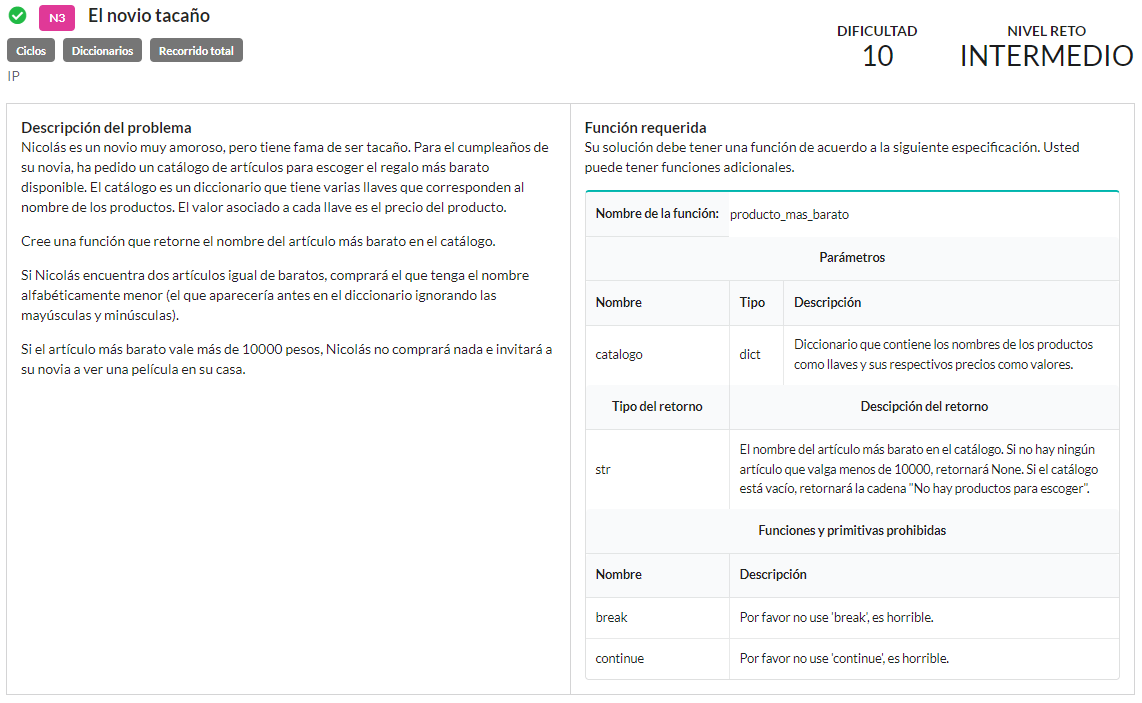 N3 El novio tacaño
Ciclos Diccionarios Recorrido total
IP
DIFICULTAD
10
NIVEL RETO
INTERMEDIO
Descripción del problema
Nicolás es un novio muy amoroso, pero tiene fama de ser tacaño. Para el cumpleaños de
su novia, ha pedido un catálogo de artículos para escoger el regalo más barato
disponible. El catálogo es un diccionario que tiene varias llaves que corresponden al
nombre de los productos. El valor asociado a cada llave es el precio del producto.
Cree una función que retorne el nombre del artículo más barato en el catálogo.
Si Nicolás encuentra dos artículos igual de baratos, comprará el que tenga el nombre
alfabéticamente menor (el que aparecería antes en el diccionario ignorando las
mayúsculas y minúsculas).
Si el artículo más barato vale más de 10000 pesos, Nicolás no comprará nada e invitará a
su novia a ver una película en su casa.
Función requerida
Su solución debe tener una función de acuerdo a la siguiente especificación. Usted
puede tener funciones adicionales.
Nombre de la función: producto_mas_barato
Parámetros
Nombre Tipo Descripción
catalogo dict Diccionario que contiene los nombres de los productos
como llaves y sus respectivos precios como valores.
Tipo del retorno Descipción del retorno
str El nombre del artículo más barato en el catálogo. Si no hay ningún
artículo que valga menos de 10000, retornará None. Si el catálogo
está vacío, retornará la cadena "No hay productos para escoger".
Funciones y primitivas prohibidas
Nombre Descripción
break Por favor no use 'break', es horrible.
continue Por favor no use 'continue', es horrible.